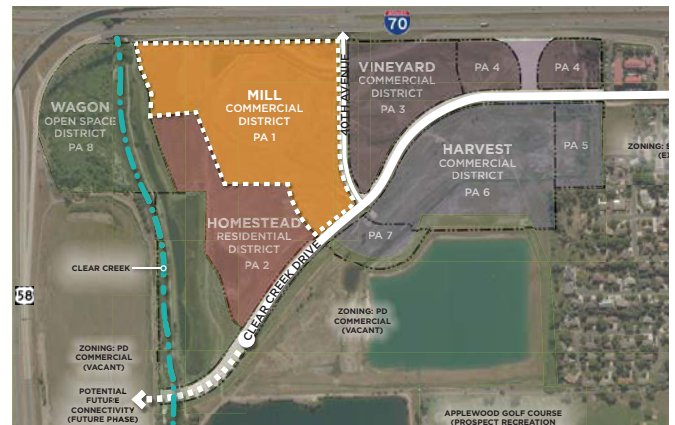 INTERSTATE
70
WAGON
OPEN SPACE
DISTRICT
PA 8
MILL
COMMERCIAL
DISTRICT
PA 1
40TH AVENUE
VINEYARD
COMMERCIAL
DISTRICT
PA 3
PA 4
PA 4
HARVEST
COMMERCIAL
DISTRICT
PA 6
PA 5
ZONING: S
(EX
HOMESTEAD
RESIDENTIAL
DISTRICT
PA 2
PA 7
CLEAR CREEK
CLEAR CREEK DRIVE
58
ZONING: PD
COMMERCIAL
(VACANT)
ZONING: PD
COMMERCIAL
(VACANT)
POTENTIAL
FUTURE
CONNECTIVITY
(FUTURE PHASE)
APPLEWOOD GOLF COURSE
(PROSPECT RECREATION